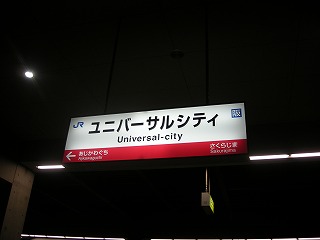 JR ユニバーサルシティ 阪
Universal-city
あじかわぐち さくらじま
Ajikawaguchi Sakurajima